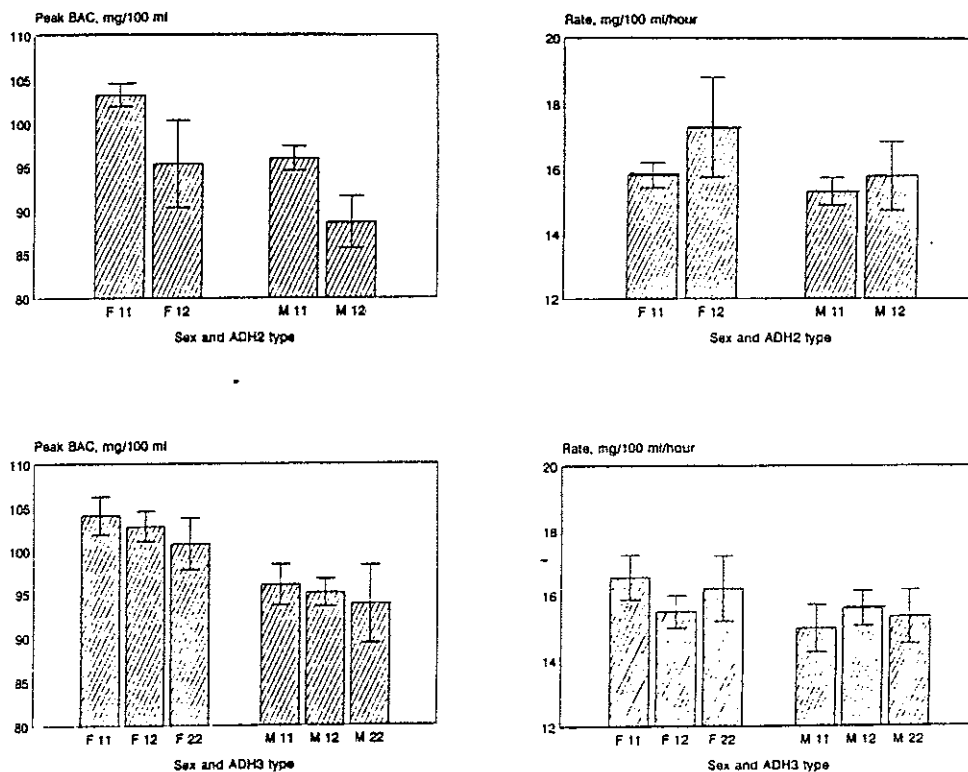 Peak BAC, mg/100 ml
110
105
100
95
90
85
80
F 11 F 12 M 11 M 12
Sex and ADH2 type
Rate, mg/100 ml/hour
20
18
16
14
12
F 11 F 12 M 11 M 12
Sex and ADH2 type
Peak BAC, mg/100 ml
110
105
100
95
90
85
80
F 11 F 12 F 22 M 11 M 12 M 22
Sex and ADH3 type
Rate, mg/100 ml/hour
20
18
16
14
12
F 11 F 12 F 22 M 11 M 12 M 22
Sex and ADH3 type